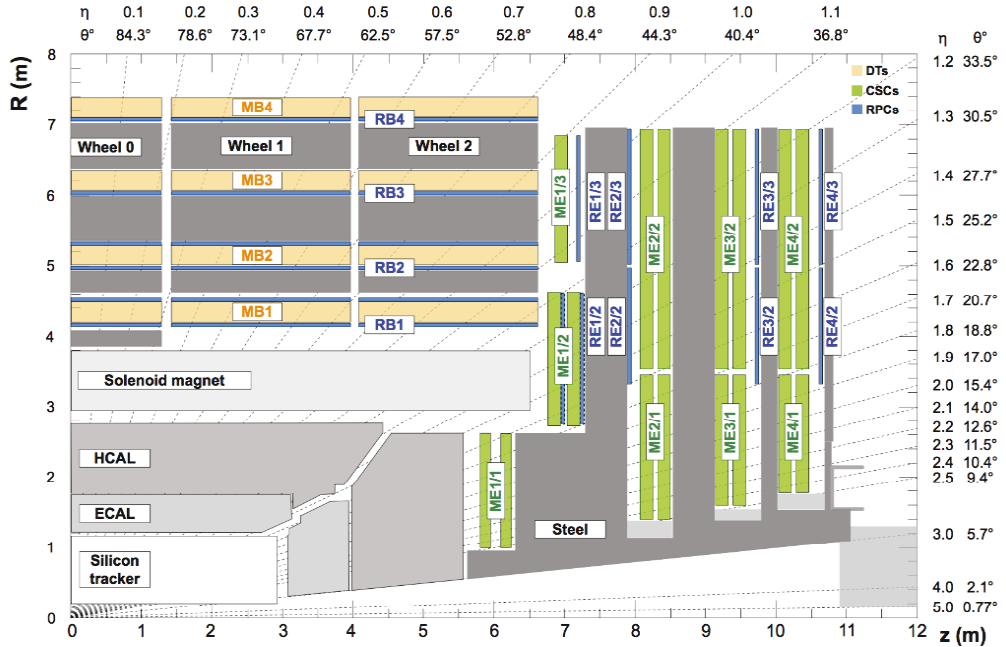 η 0.1 0.2 0.3 0.4 0.5 0.6 0.7 0.8 0.9 1.0 1.1
θ° 84.3° 78.6° 73.1° 67.7° 62.5° 57.5° 52.8° 48.4° 44.3° 40.4° 36.8° η θ°
R (m)
8
7
6
5
4
3
2
1
0
DTs
CSCs
RPCs
MB4
RB4
Wheel 0 Wheel 1 Wheel 2
MB3
RB3
MB2
RB2
MB1
RB1
Solenoid magnet
HCAL
ECAL
Silicon
tracker
Steel
ME1/3
RE1/3
RE2/3
ME2/2
ME3/2
RE3/3
ME4/2
RE4/3
ME1/2
RE1/2
RE2/2
RE3/2
RE4/2
ME1/1
ME2/1
ME3/1
ME4/1
1.2 33.5°
1.3 30.5°
1.4 27.7°
1.5 25.2°
1.6 22.8°
1.7 20.7°
1.8 18.8°
1.9 17.0°
2.0 15.4°
2.1 14.0°
2.2 12.6°
2.3 11.5°
2.4 10.4°
2.5 9.4°
3.0 5.7°
4.0 2.1°
5.0 0.77°
0 1 2 3 4 5 6 7 8 9 10 11 12
z (m)